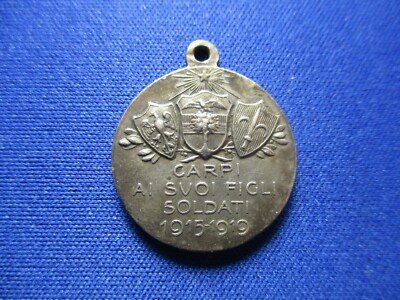 CARPI
AI SVOI FIGLI
SOLDATI
1915-1919